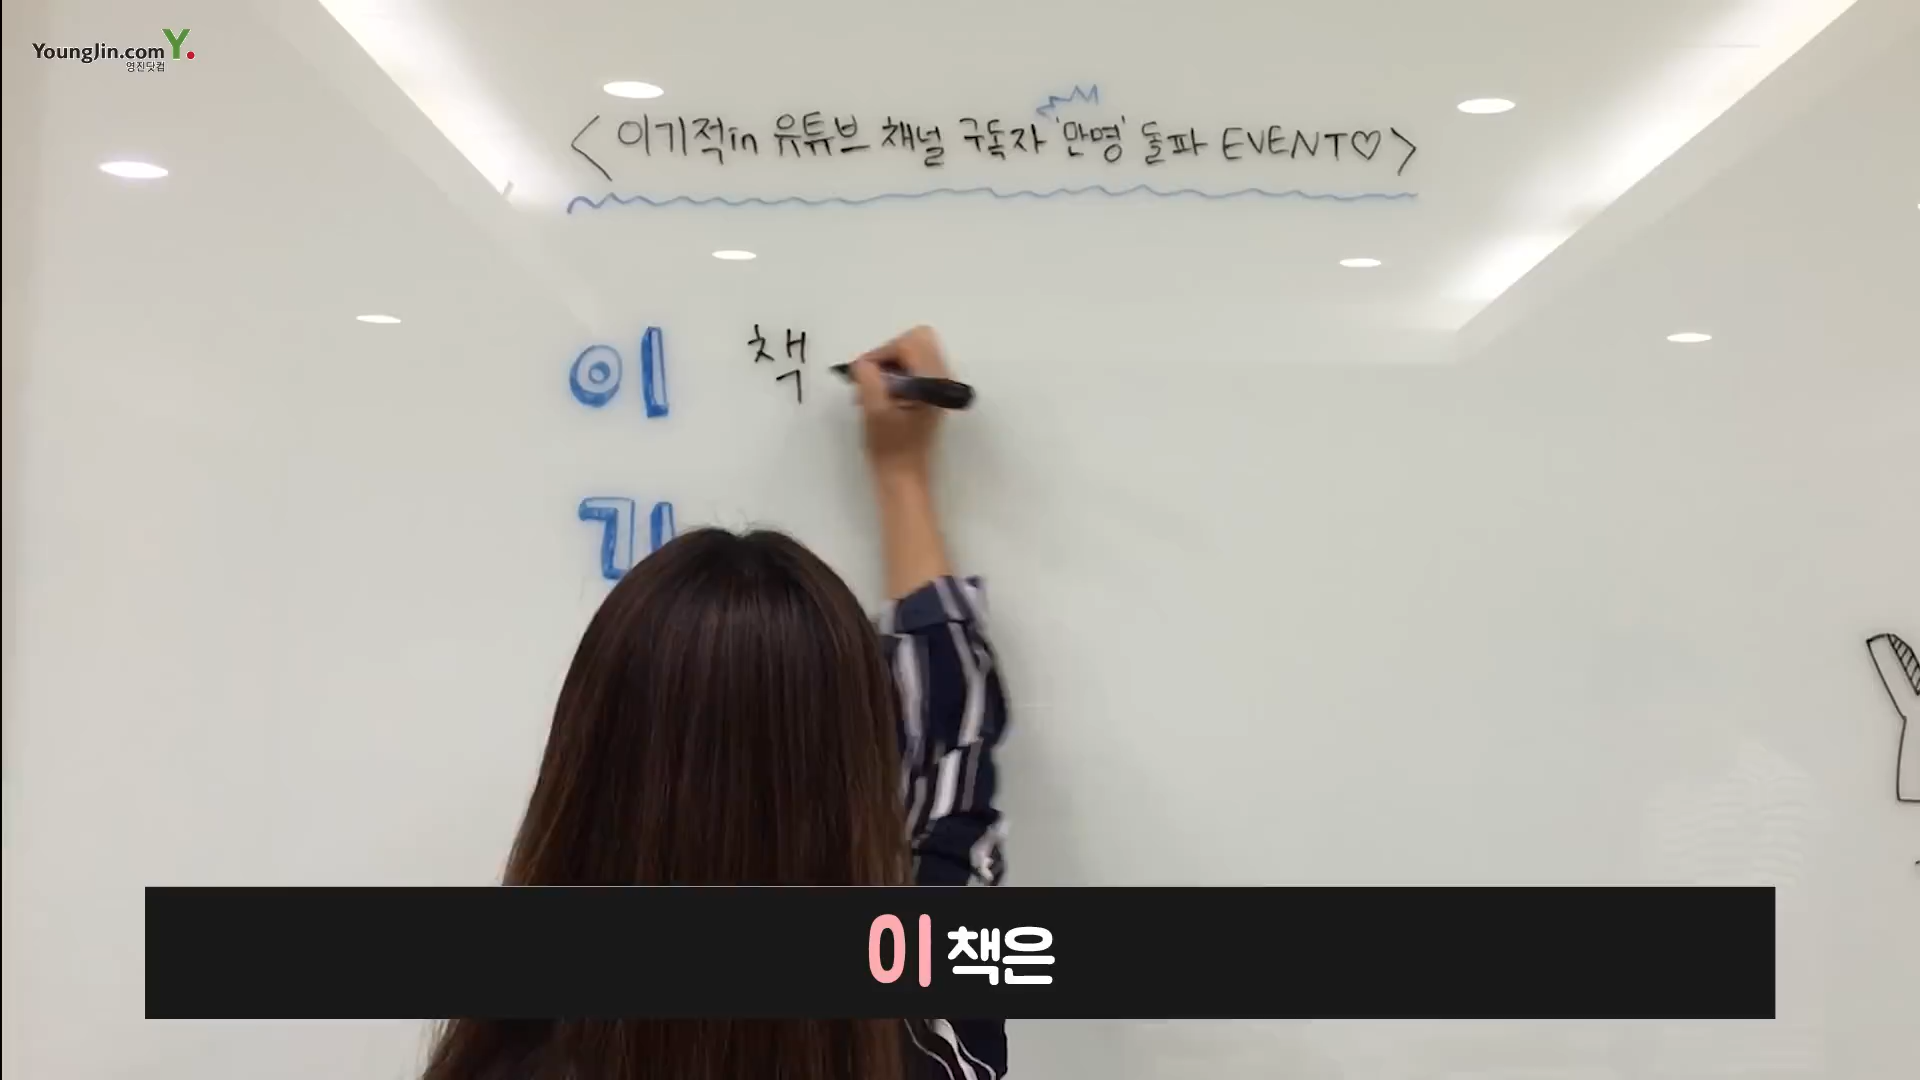 YoungJin.com Y.
영진닷컴
<이기적in 유튜브 채널 구독자 '만명' 돌파 EVENT♡>
이 책
기
이 책은